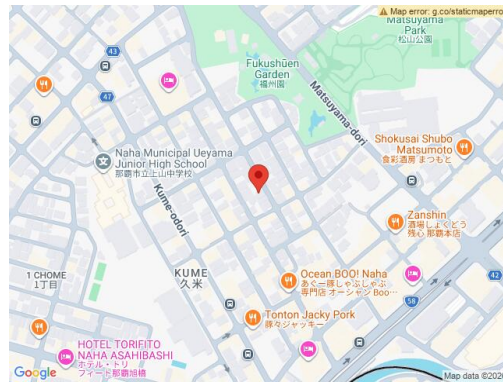 Map error: g.co/staticmaperro
Matsuyama
Park
松山公園
43
Fukushūen
Garden
福州園
Matsuyama-dori
47
Shokusai Shubo
Matsumoto
食彩酒房 まつもと
Naha Municipal Ueyama
Junior High School
那覇市立上山中学校
Kume-odori
Zanshin
酒場しょくどう
残心 那覇本店
KUME
久米
1 CHOME
1丁目
Ocean BOO! Naha
あぐー豚しゃぶしゃぶ
専門店 オーシャン Boo…
42
58
Tonton Jacky Pork
豚々ジャッキー
HOTEL TORIFITO
NAHA ASAHIBASHI
ホテル・トリ
フィート那覇旭橋
Google
Map data ©202